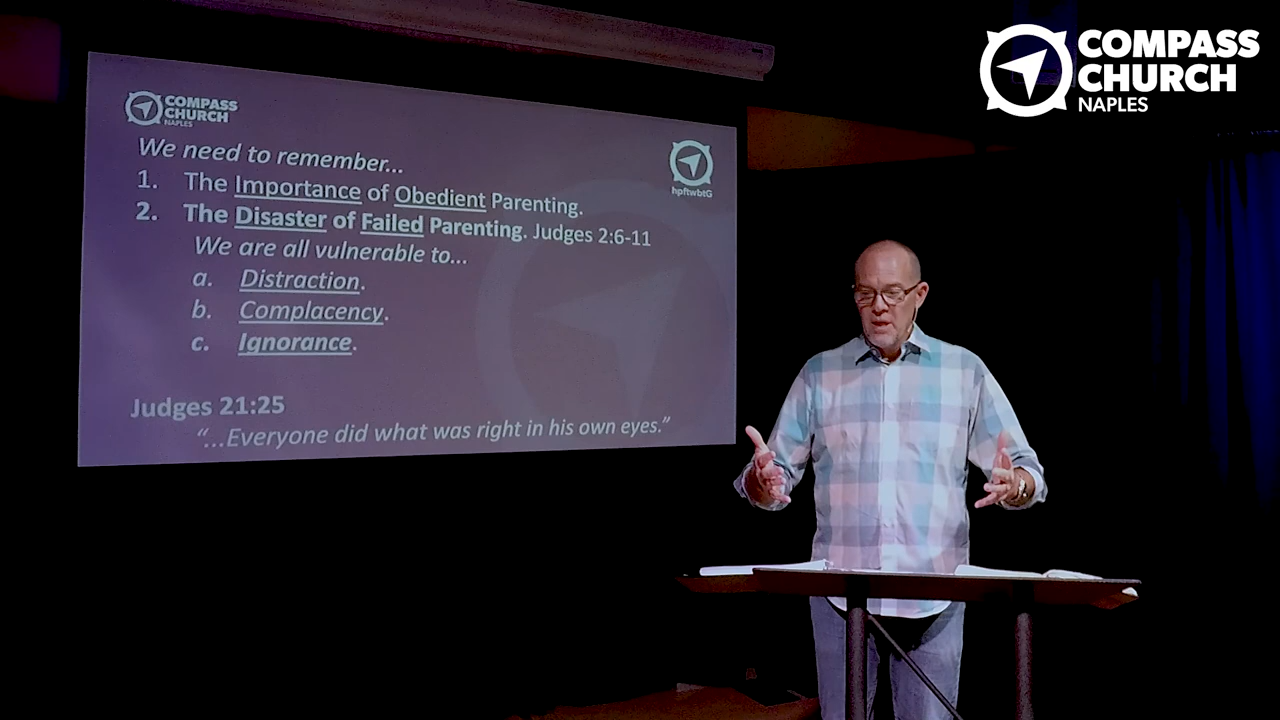 COMPASS
CHURCH
NAPLES
COMPASS
CHURCH
NAPLES
We need to remember...
hpftwbtG
1. The Importance of Obedient Parenting.
2. The Disaster of Failed Parenting. Judges 2:6-11
We are all vulnerable to...
a. Distraction.
b. Complacency.
c. Ignorance.
Judges 21:25
“...Everyone did what was right in his own eyes.”